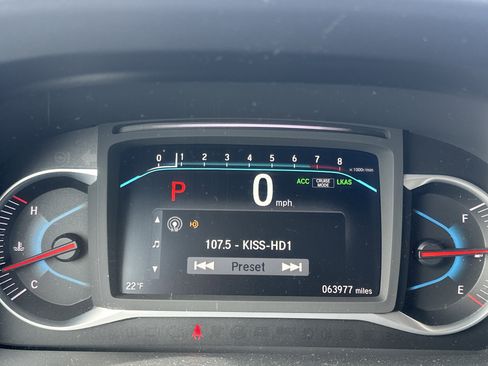 0 1 2 3 4 5 6 7 8
x 1000r/min
P 0 mph
ACC CRUISE MODE LKAS
H
F
107.5 - KISS-HD1
Preset
C
E
22°F
063977 miles